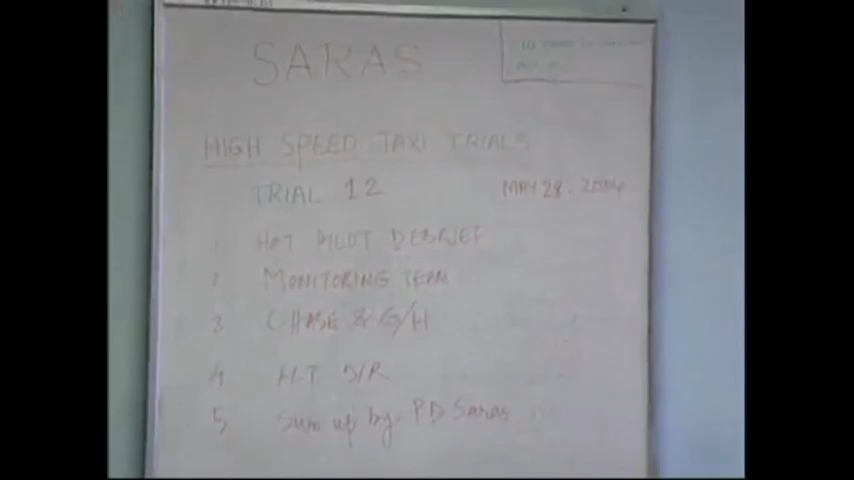 SARAS
HIGH SPEED TAXI TRIALS
TRIAL 12
MAY 28. 2004
1 HOT PILOT DEBRIEF
2 MONITORING TEAM
3 CHASE & G/H
4 FLT D/R
5 Sum up by PD Saras